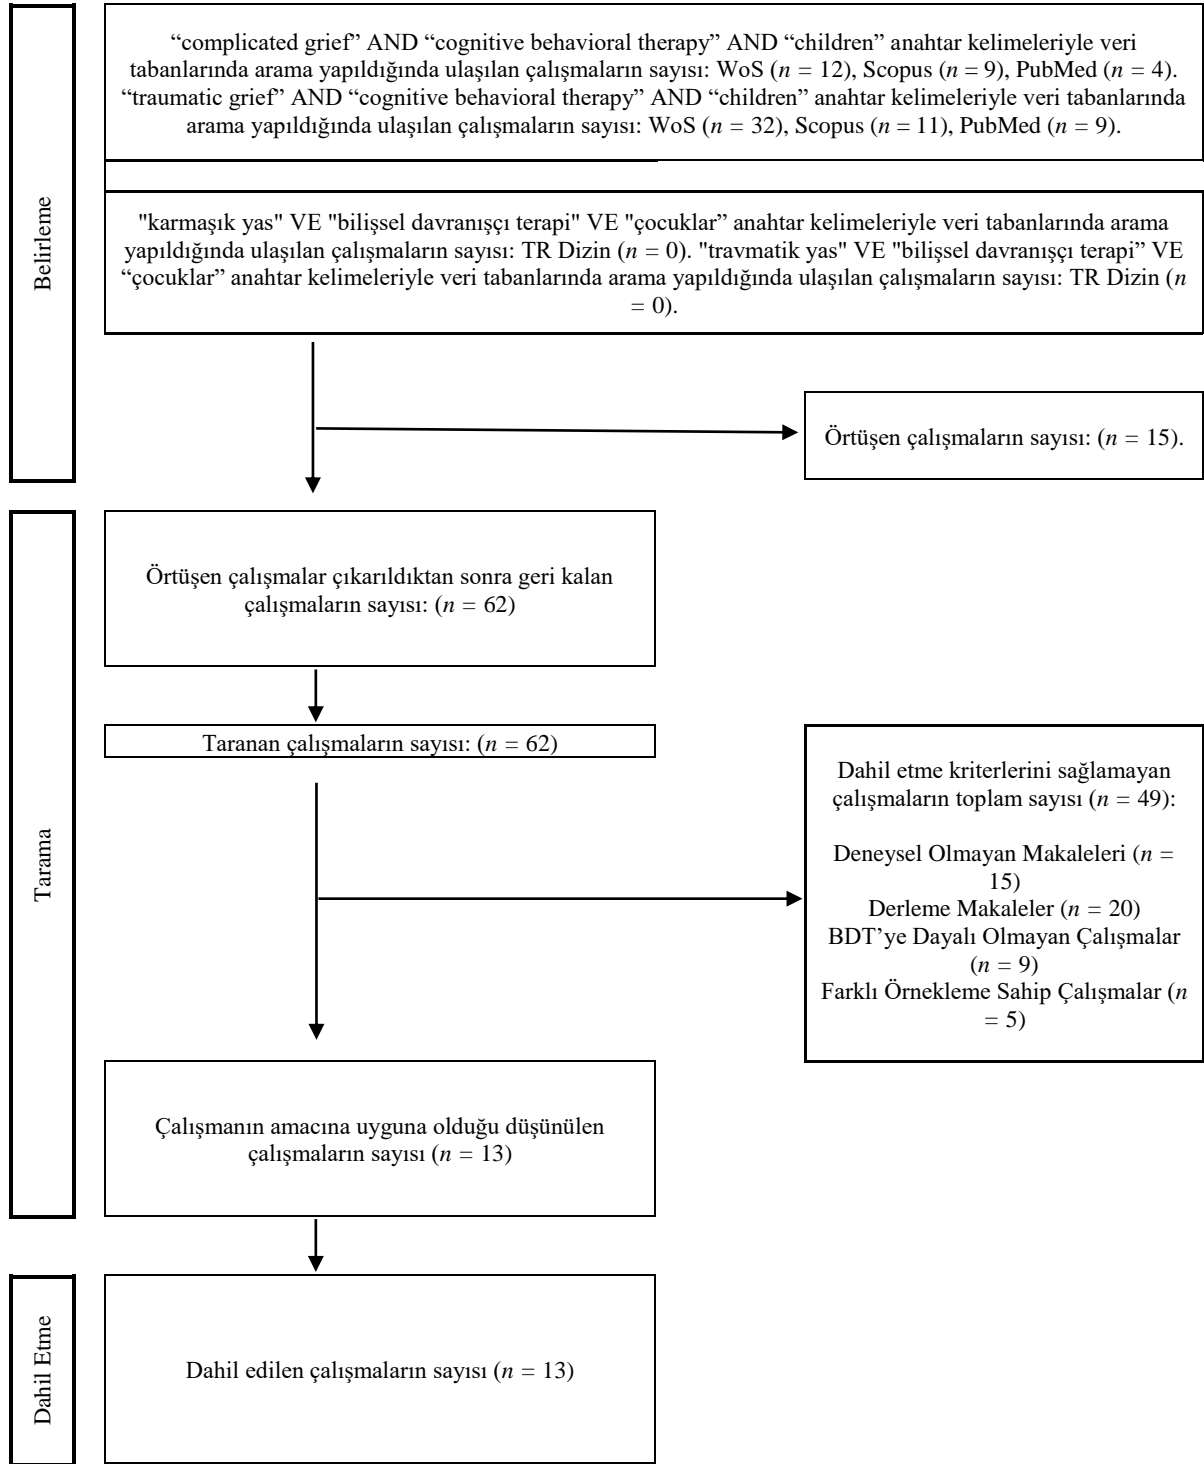 Belirleme
“complicated grief” AND “cognitive behavioral therapy” AND “children” anahtar kelimeleriyle veri
tabanlarında arama yapıldığında ulaşılan çalışmaların sayısı: WoS (n = 12), Scopus (n = 9), PubMed (n = 4).
“traumatic grief” AND “cognitive behavioral therapy” AND “children” anahtar kelimeleriyle veri tabanlarında
arama yapıldığında ulaşılan çalışmaların sayısı: WoS (n = 32), Scopus (n = 11), PubMed (n = 9).
"karmaşık yas" VE "bilişsel davranışçı terapi" VE "çocuklar” anahtar kelimeleriyle veri tabanlarında arama
yapıldığında ulaşılan çalışmaların sayısı: TR Dizin (n = 0). "travmatik yas" VE "bilişsel davranışçı terapi” VE
“çocuklar” anahtar kelimeleriyle veri tabanlarında arama yapıldığında ulaşılan çalışmaların sayısı: TR Dizin (n
= 0).
Örtüşen çalışmaların sayısı: (n = 15).
Tarama
Örtüşen çalışmalar çıkarıldıktan sonra geri kalan
çalışmaların sayısı: (n = 62)
Taranan çalışmaların sayısı: (n = 62)
Dahil etme kriterlerini sağlamayan
çalışmaların toplam sayısı (n = 49):
Deneysel Olmayan Makaleleri (n =
15)
Derleme Makaleler (n = 20)
BDT’ye Dayalı Olmayan Çalışmalar
(n = 9)
Farklı Örnekleme Sahip Çalışmalar (n
= 5)
Çalışmanın amacına uyguna olduğu düşünülen
çalışmaların sayısı (n = 13)
Dahil Etme
Dahil edilen çalışmaların sayısı (n = 13)